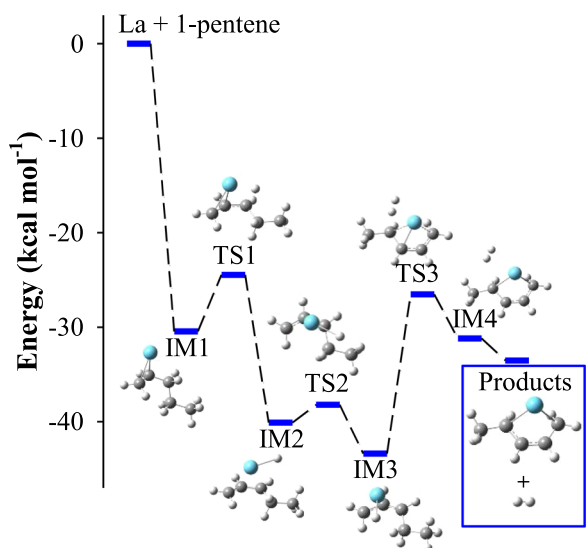 La + 1-pentene
Energy (kcal mol⁻¹)
0
-10
-20
-30
-40
IM1
TS1
IM2
TS2
IM3
TS3
IM4
Products
+